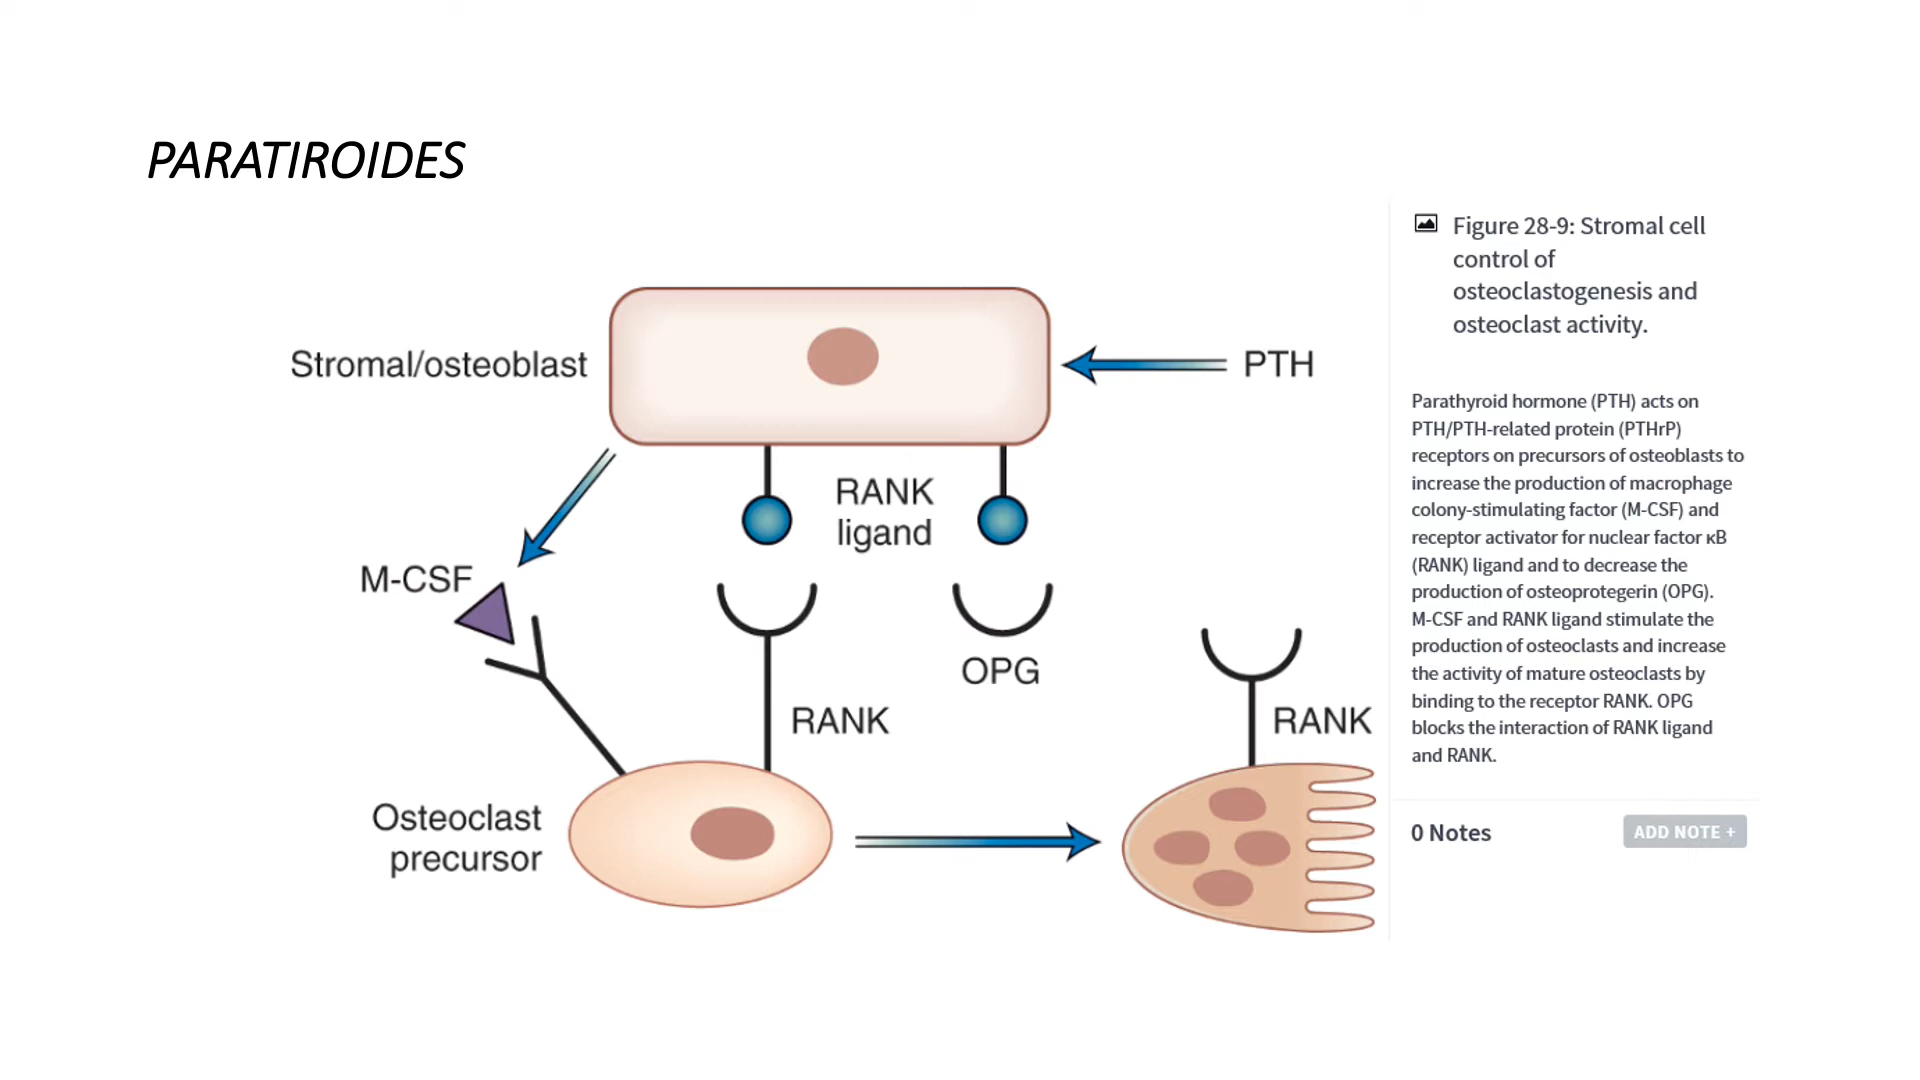 PARATIROIDES
Stromal/osteoblast
PTH
RANK
ligand
M-CSF
OPG
RANK
RANK
Osteoclast
precursor
Figure 28-9: Stromal cell
control of
osteoclastogenesis and
osteoclast activity.
Parathyroid hormone (PTH) acts on
PTH/PTH-related protein (PTHrP)
receptors on precursors of osteoblasts to
increase the production of macrophage
colony-stimulating factor (M-CSF) and
receptor activator for nuclear factor κB
(RANK) ligand and to decrease the
production of osteoprotegerin (OPG).
M-CSF and RANK ligand stimulate the
production of osteoclasts and increase
the activity of mature osteoclasts by
binding to the receptor RANK. OPG
blocks the interaction of RANK ligand
and RANK.
0 Notes
ADD NOTE +